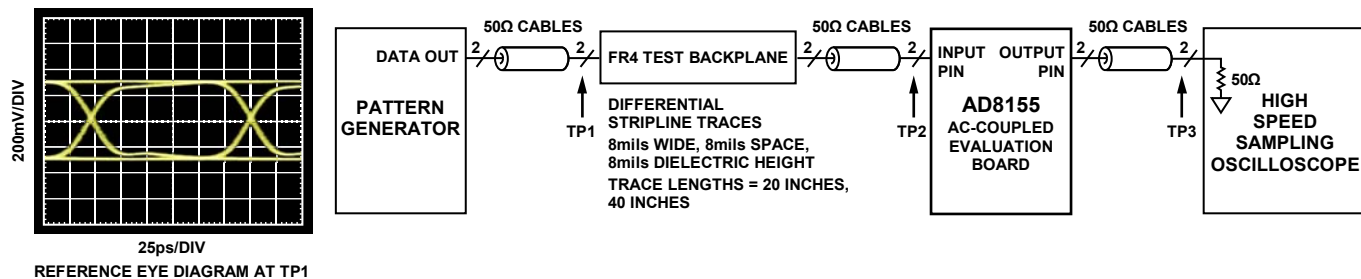 200mV/DIV
25ps/DIV
REFERENCE EYE DIAGRAM AT TP1
PATTERN
GENERATOR
DATA OUT
2
50Ω CABLES
2
TP1
FR4 TEST BACKPLANE
DIFFERENTIAL
STRIPLINE TRACES
8mils WIDE, 8mils SPACE,
8mils DIELECTRIC HEIGHT
TRACE LENGTHS = 20 INCHES,
40 INCHES
2
50Ω CABLES
2
TP2
INPUT
PIN
OUTPUT
PIN
AD8155
AC-COUPLED
EVALUATION
BOARD
2
50Ω CABLES
2
TP3
50Ω
HIGH
SPEED
SAMPLING
OSCILLOSCOPE